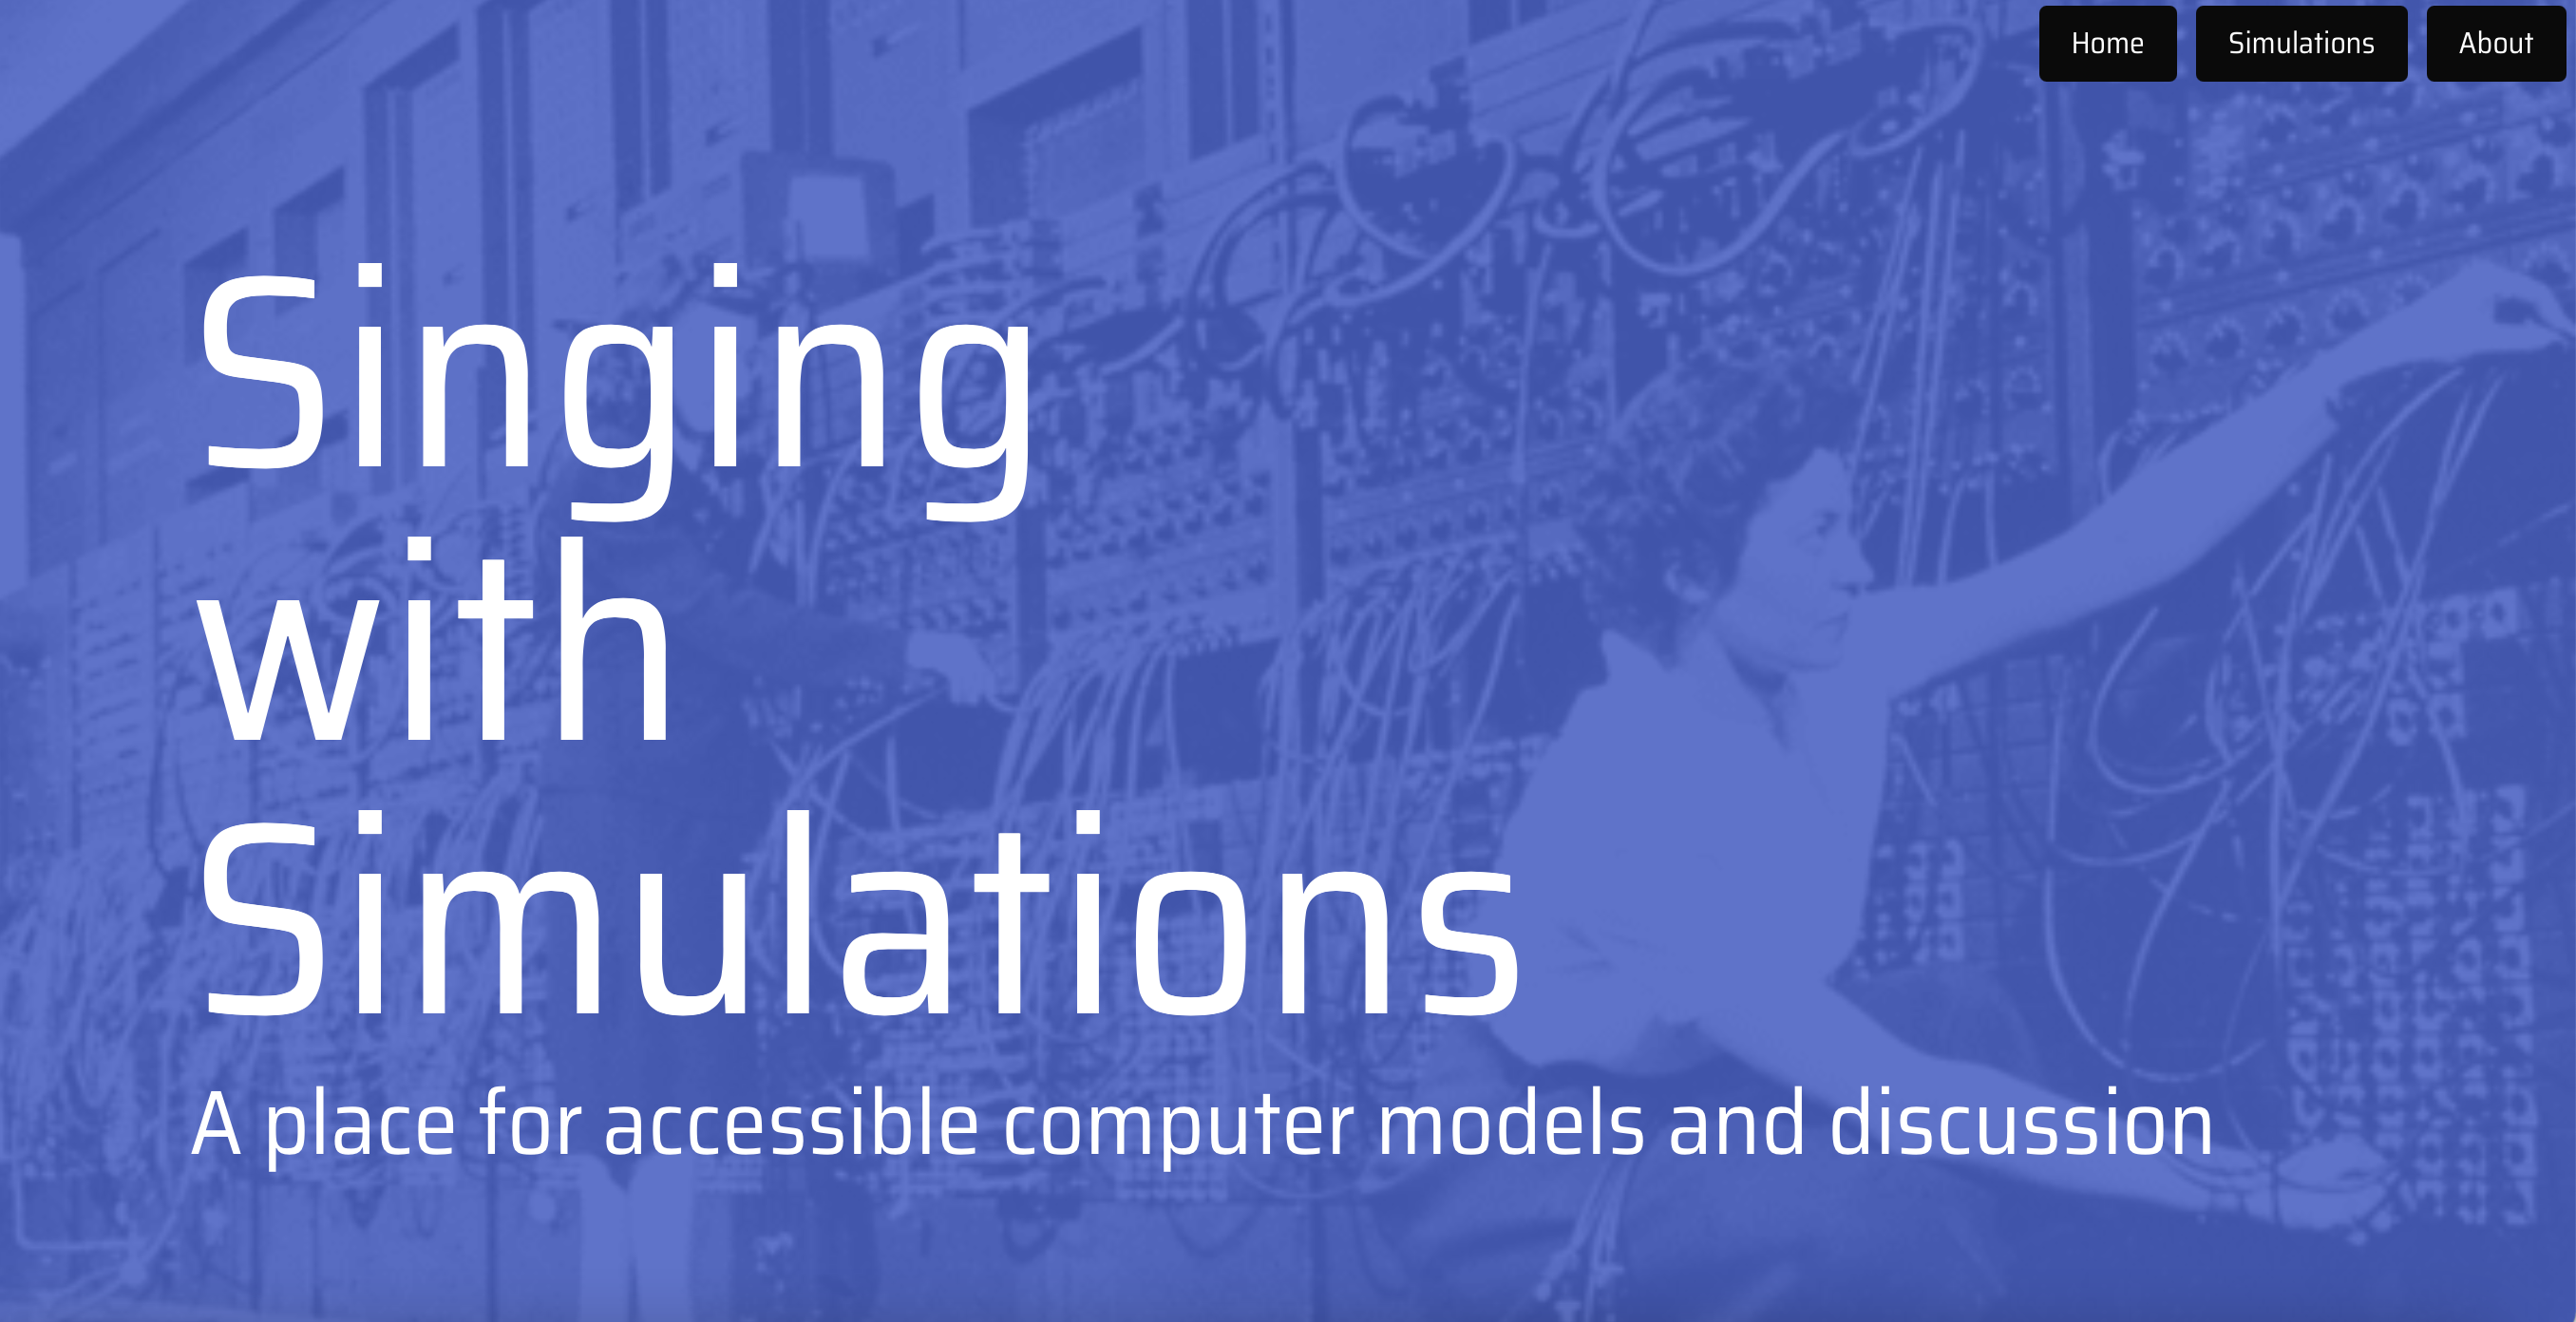 Home Simulations About
Singing
with
Simulations
A place for accessible computer models and discussion